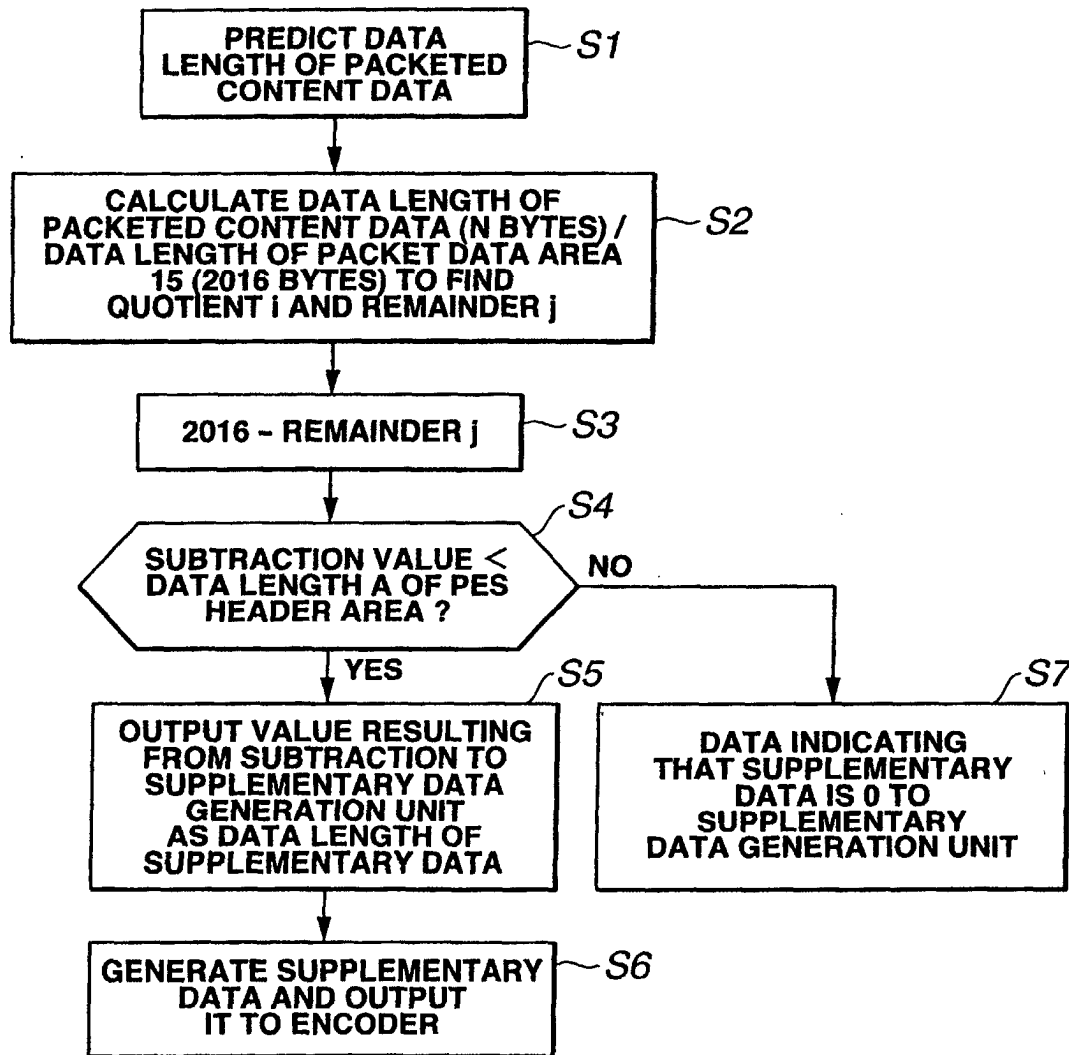 PREDICT DATA
LENGTH OF PACKETED
CONTENT DATA
S1
CALCULATE DATA LENGTH OF
PACKETED CONTENT DATA (N BYTES) /
DATA LENGTH OF PACKET DATA AREA
15 (2016 BYTES) TO FIND
QUOTIENT i AND REMAINDER j
S2
2016 – REMAINDER j
S3
S4
SUBTRACTION VALUE <
DATA LENGTH A OF PES
HEADER AREA ?
NO
YES
S5
OUTPUT VALUE RESULTING
FROM SUBTRACTION TO
SUPPLEMENTARY DATA
GENERATION UNIT
AS DATA LENGTH OF
SUPPLEMENTARY DATA
S7
DATA INDICATING
THAT SUPPLEMENTARY
DATA IS 0 TO
SUPPLEMENTARY
DATA GENERATION UNIT
GENERATE SUPPLEMENTARY
DATA AND OUTPUT
IT TO ENCODER
S6